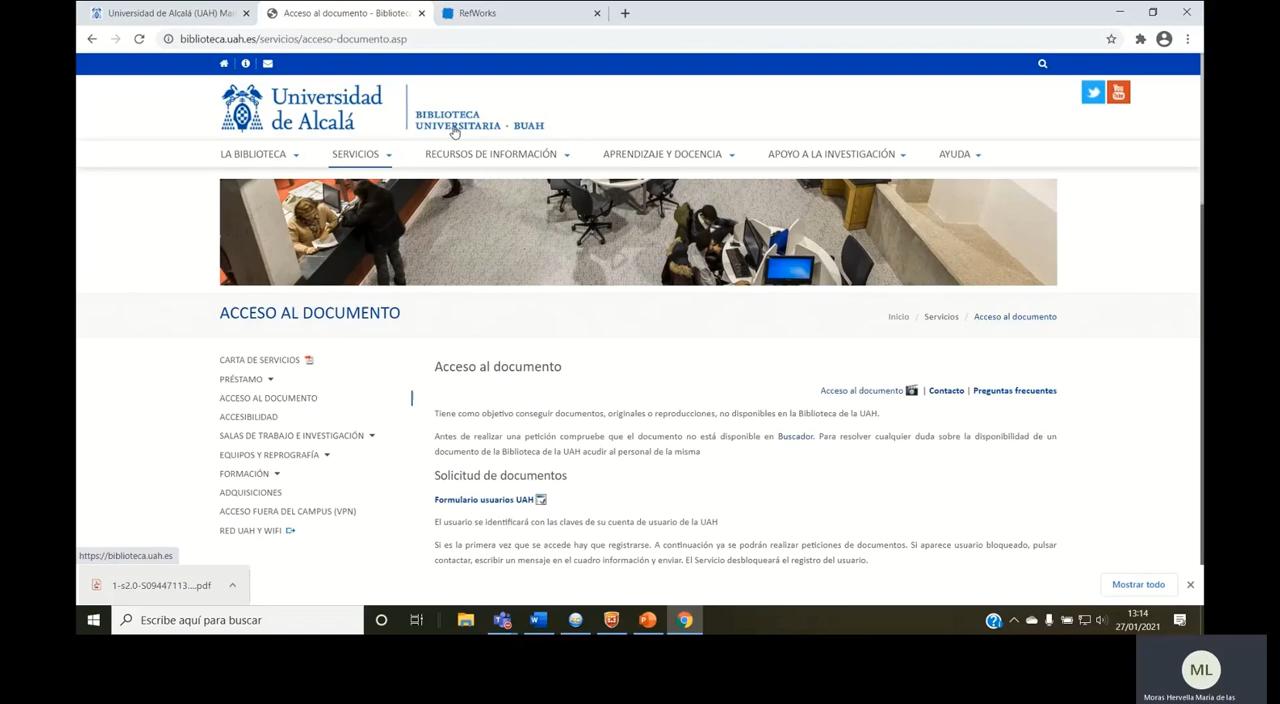 Universidad de Alcalá (UAH) Ma
Acceso al documento - Bibliotec
RefWorks
biblioteca.uah.es/servicios/acceso-documento.asp
Universidad
de Alcalá
BIBLIOTECA
UNIVERSITARIA · BUAH
You
Tube
LA BIBLIOTECA
SERVICIOS
RECURSOS DE INFORMACIÓN
APRENDIZAJE Y DOCENCIA
APOYO A LA INVESTIGACIÓN
AYUDA
ACCESO AL DOCUMENTO
Inicio / Servicios / Acceso al documento
CARTA DE SERVICIOS
PRÉSTAMO
ACCESO AL DOCUMENTO
ACCESIBILIDAD
SALAS DE TRABAJO E INVESTIGACIÓN
EQUIPOS Y REPROGRAFÍA
FORMACIÓN
ADQUISICIONES
ACCESO FUERA DEL CAMPUS (VPN)
RED UAH Y WIFI
Acceso al documento
Acceso al documento | Contacto | Preguntas frecuentes
Tiene como objetivo conseguir documentos, originales o reproducciones, no disponibles en la Biblioteca de la UAH.
Antes de realizar una petición compruebe que el documento no está disponible en Buscador. Para resolver cualquier duda sobre la disponibilidad de un
documento de la Biblioteca de la UAH acudir al personal de la misma
Solicitud de documentos
Formulario usuarios UAH
El usuario se identificará con las claves de su cuenta de usuario de la UAH
Si es la primera vez que se accede hay que registrarse. A continuación ya se podrán realizar peticiones de documentos. Si aparece usuario bloqueado, pulsar
contactar, escribir un mensaje en el cuadro información y enviar. El Servicio desbloqueará el registro del usuario.
https://biblioteca.uah.es
1-s2.0-S09447113....pdf
Mostrar todo
Escribe aquí para buscar
13:14
27/01/2021
ML
Moras Hervella Maria de las